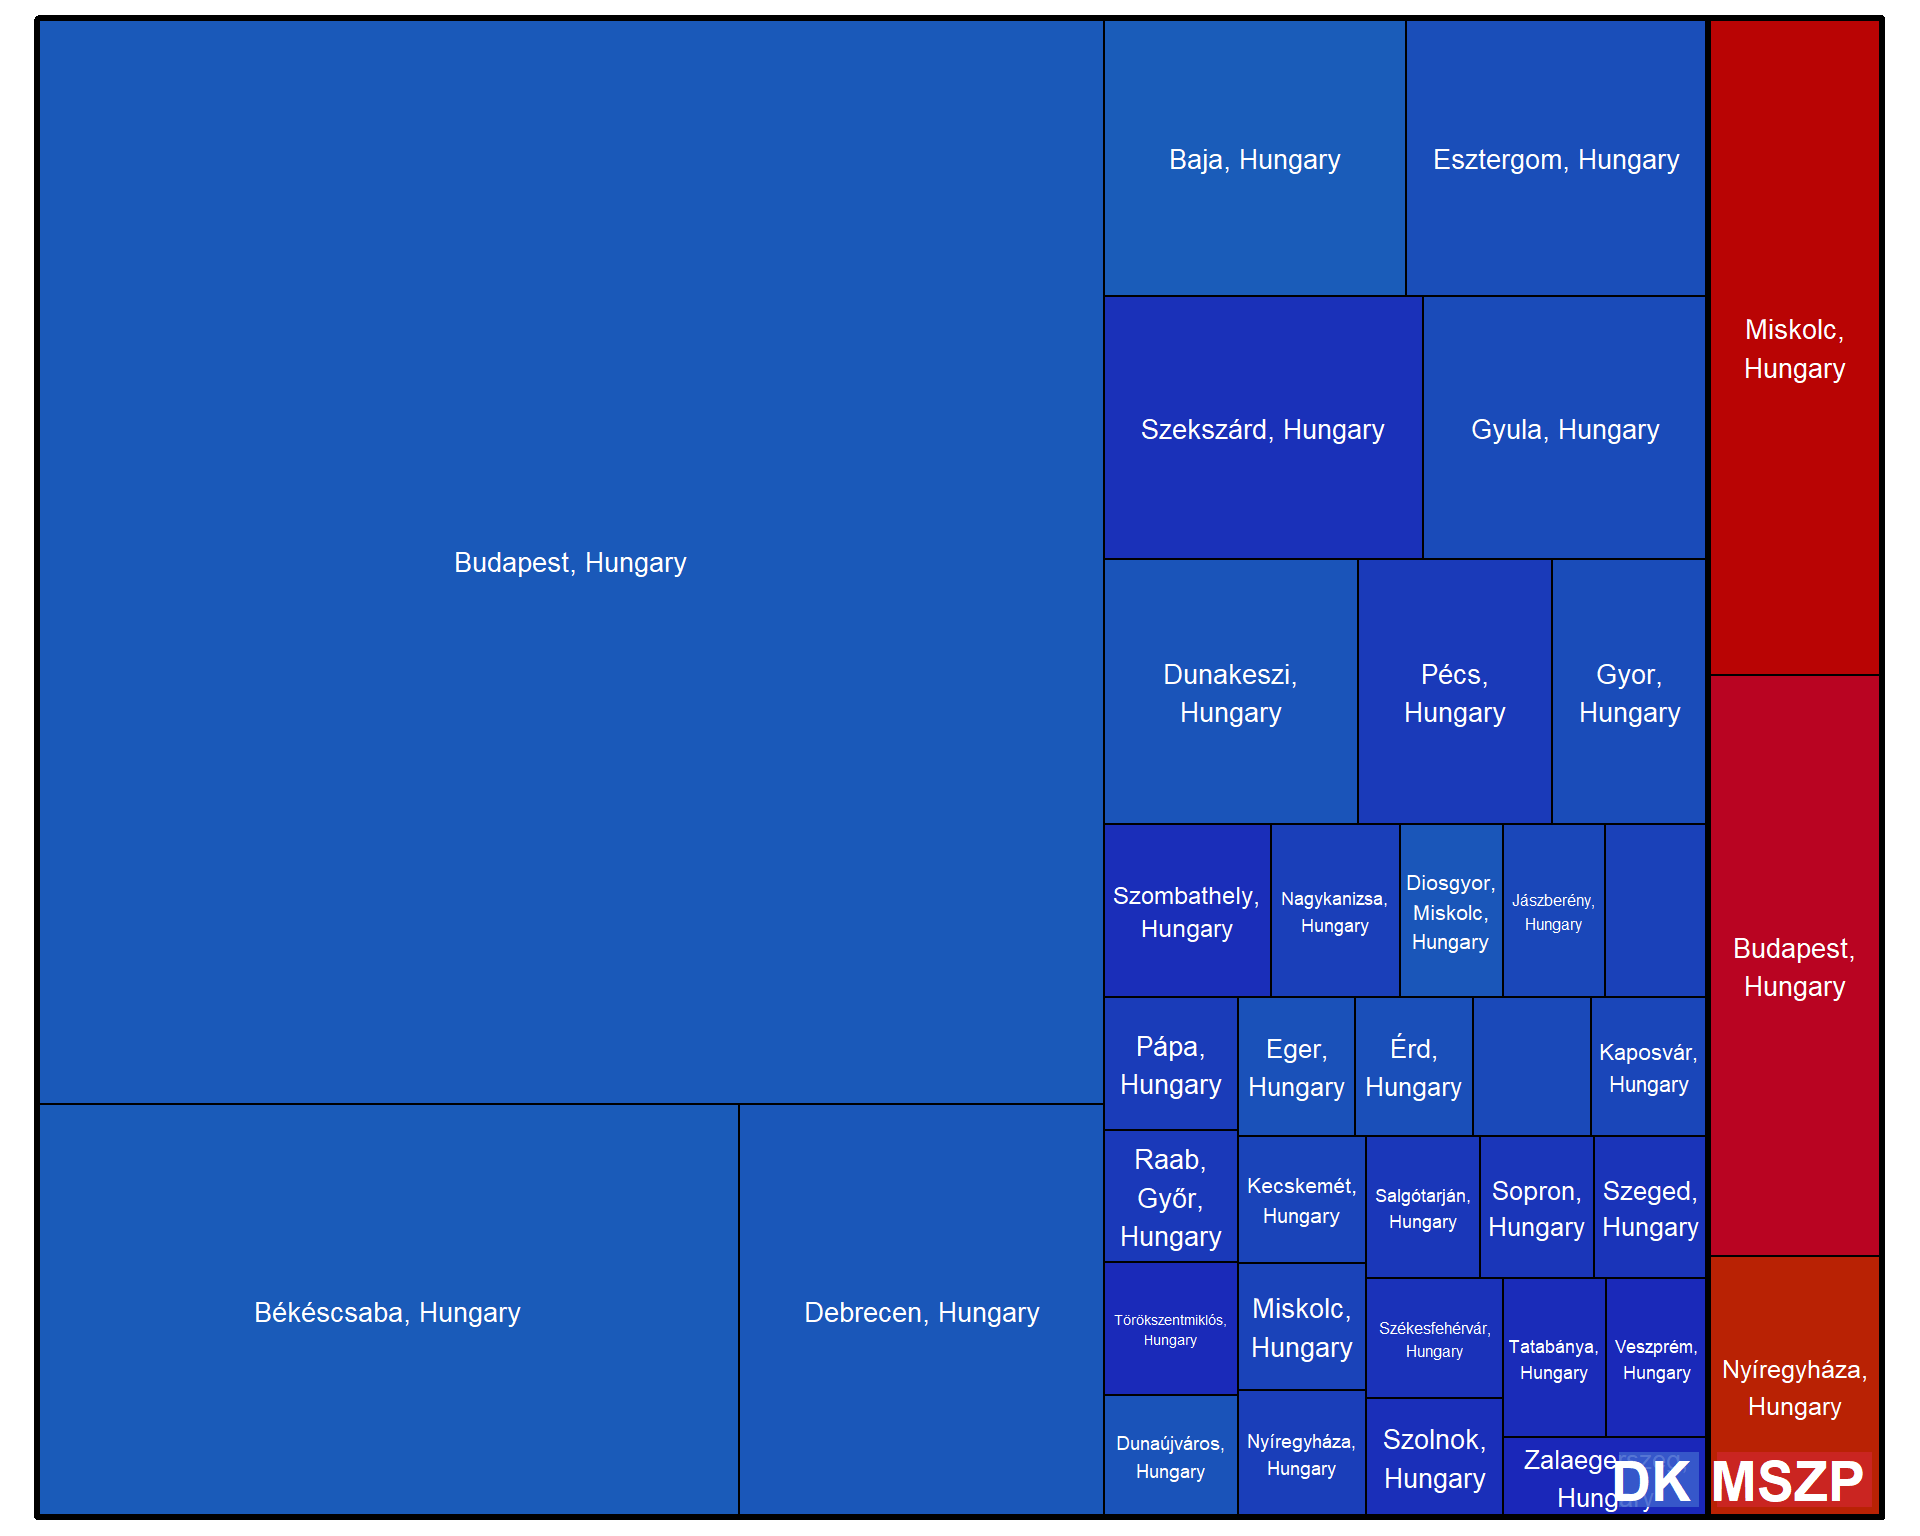 Budapest, Hungary
Békéscsaba, Hungary
Debrecen, Hungary
Baja, Hungary
Esztergom, Hungary
Szekszárd, Hungary
Gyula, Hungary
Dunakeszi,
Hungary
Pécs,
Hungary
Gyor,
Hungary
Szombathely,
Hungary
Nagykanizsa,
Hungary
Diosgyor,
Miskolc,
Hungary
Jászberény,
Hungary
Pápa,
Hungary
Eger,
Hungary
Érd,
Hungary
Kaposvár,
Hungary
Raab,
Győr,
Hungary
Kecskemét,
Hungary
Salgótarján,
Hungary
Sopron,
Hungary
Szeged,
Hungary
Törökszentmiklós,
Hungary
Miskolc,
Hungary
Székesfehérvár,
Hungary
Tatabánya,
Hungary
Veszprém,
Hungary
Dunaújváros,
Hungary
Nyíregyháza,
Hungary
Szolnok,
Hungary
Zalaegerszeg,
Hungary
DK
Miskolc,
Hungary
Budapest,
Hungary
Nyíregyháza,
Hungary
MSZP